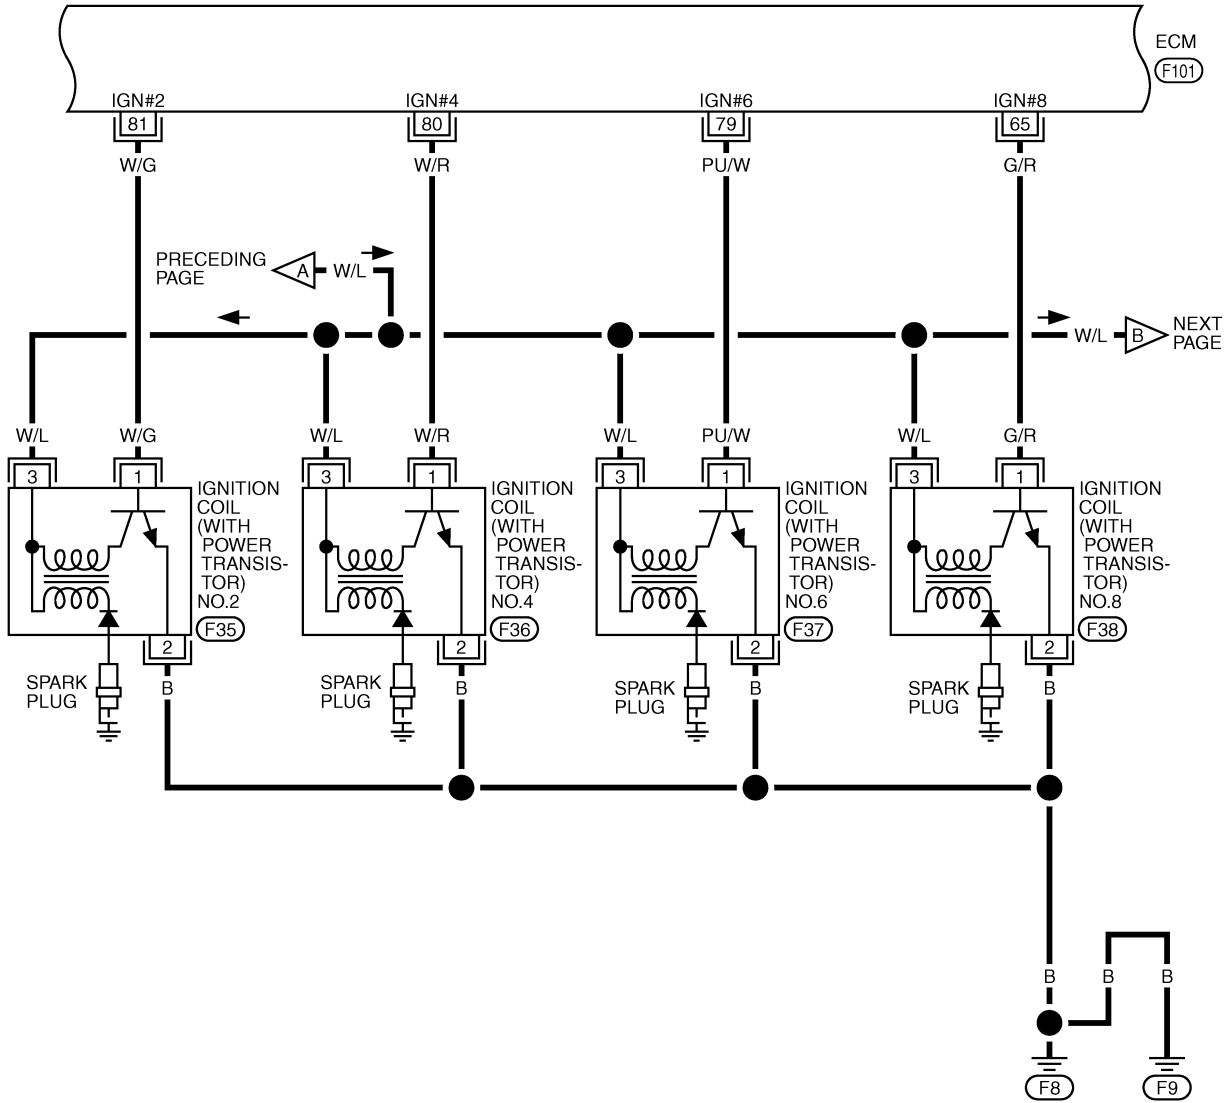 ECM
F101
IGN#2
IGN#4
IGN#6
IGN#8
81
80
79
65
W/G
W/R
PU/W
G/R
PRECEDING
PAGE
A
W/L
W/L
B
NEXT
PAGE
W/L
W/G
W/L
W/R
W/L
PU/W
W/L
G/R
3
1
3
1
3
1
3
1
IGNITION
COIL
(WITH
POWER
TRANSIS-
TOR)
NO.2
F35
IGNITION
COIL
(WITH
POWER
TRANSIS-
TOR)
NO.4
F36
IGNITION
COIL
(WITH
POWER
TRANSIS-
TOR)
NO.6
F37
IGNITION
COIL
(WITH
POWER
TRANSIS-
TOR)
NO.8
F38
2
2
2
2
SPARK
PLUG
B
SPARK
PLUG
B
SPARK
PLUG
B
SPARK
PLUG
B
B
B
B
F8
F9